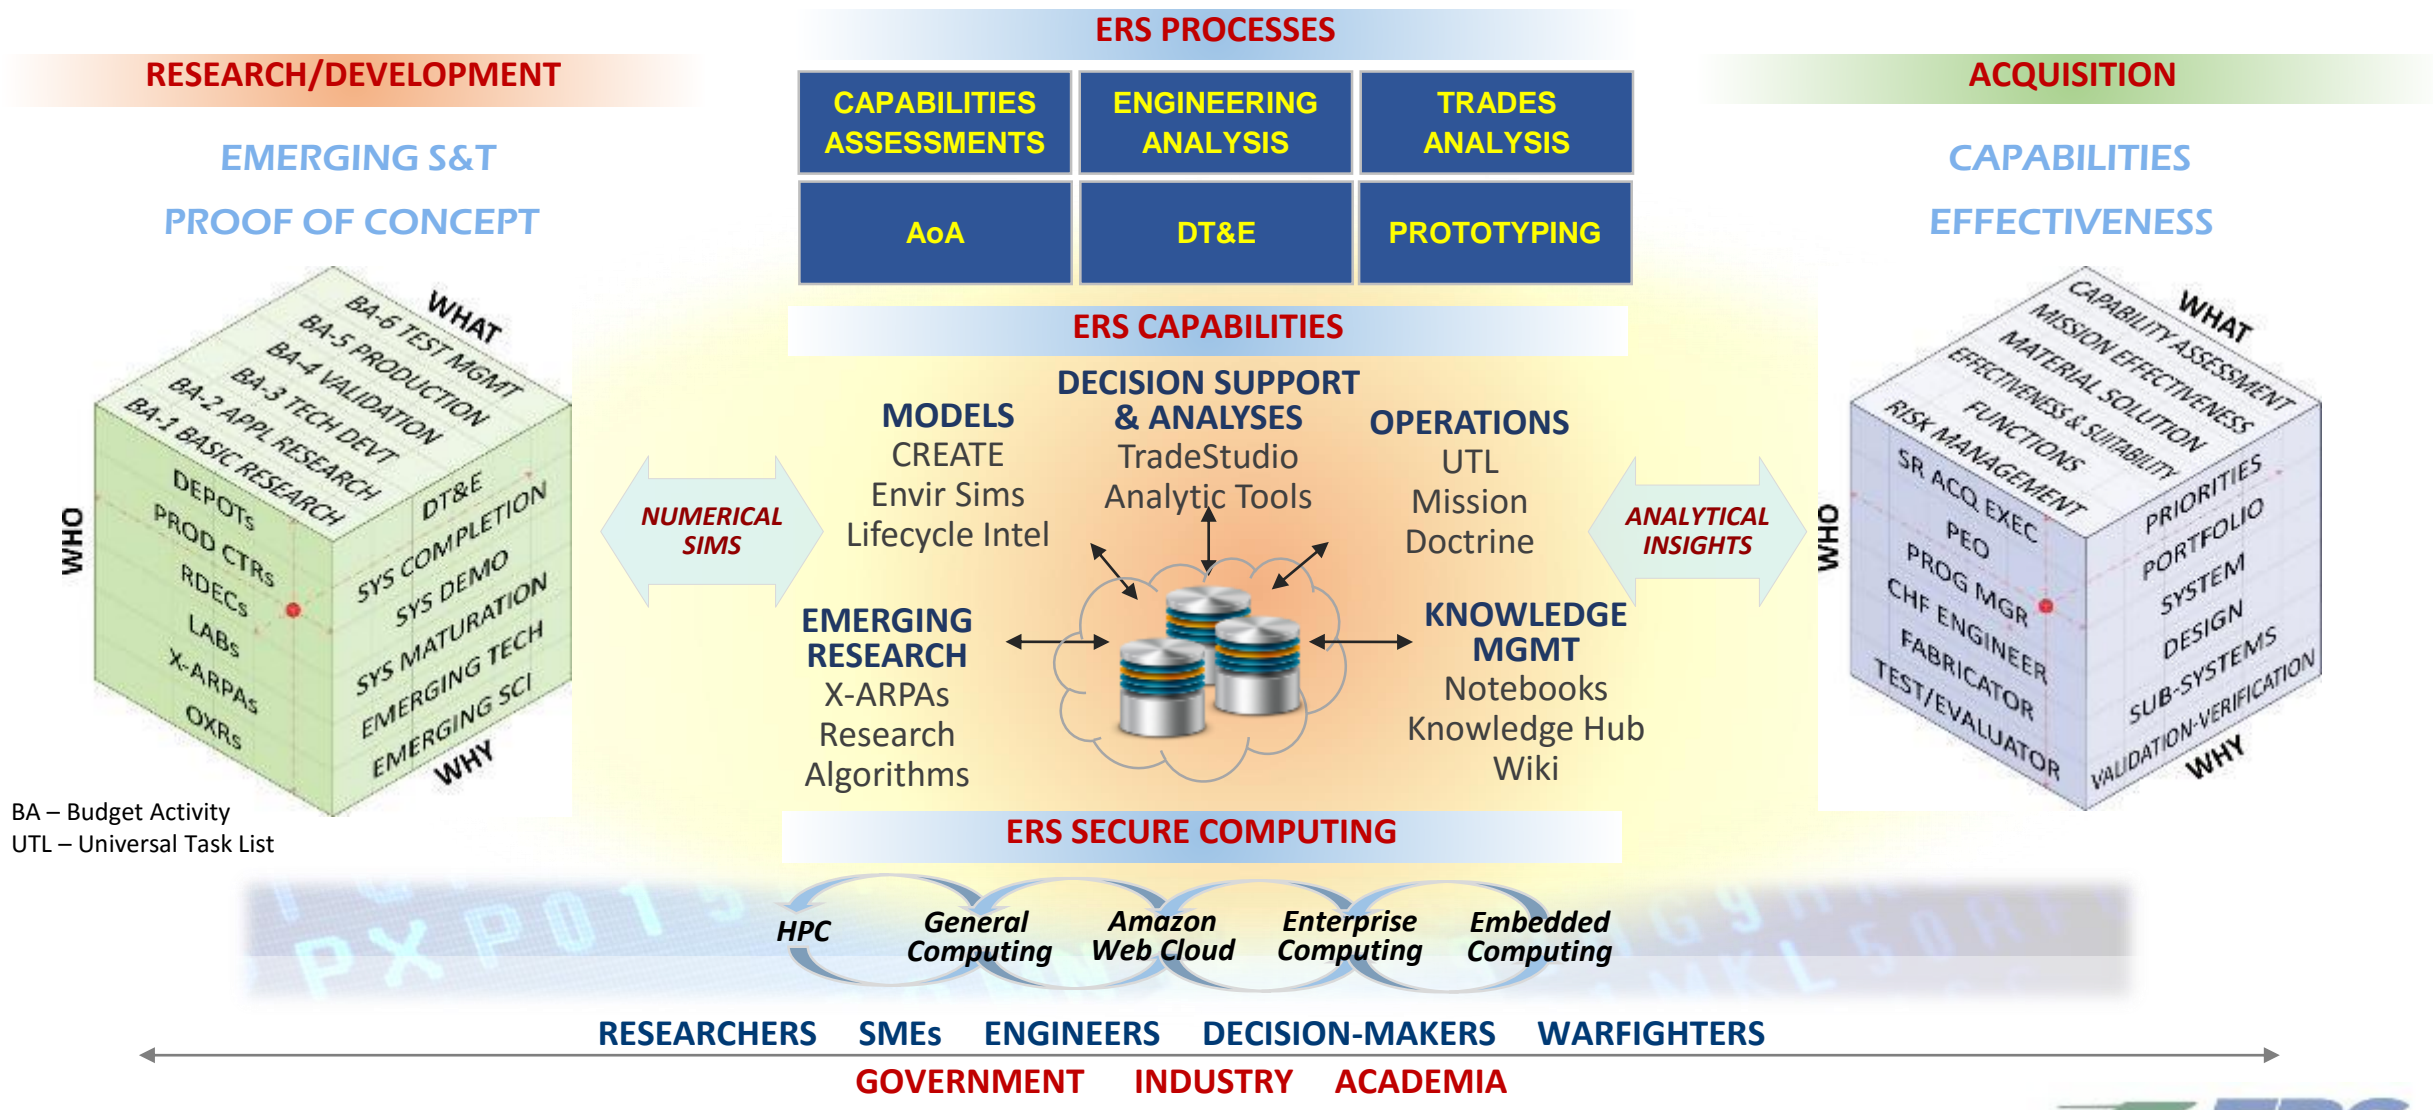 ERS PROCESSES
RESEARCH/DEVELOPMENT
ACQUISITION
CAPABILITIES
ASSESSMENTS
ENGINEERING
ANALYSIS
TRADES
ANALYSIS
AoA
DT&E
PROTOTYPING
EMERGING S&T
PROOF OF CONCEPT
CAPABILITIES
EFFECTIVENESS
WHAT
BA-6 TEST MGMT
BA-5 PRODUCTION
BA-4 VALIDATION
BA-3 TECH DEVT
BA-2 APPL RESEARCH
BA-1 BASIC RESEARCH
WHO
DEPOTs
PROD CTRs
RDECs
LABs
X-ARPAs
OXRs
DT&E
SYS COMPLETION
SYS DEMO
SYS MATURATION
EMERGING TECH
EMERGING SCI
WHY
BA – Budget Activity
UTL – Universal Task List
NUMERICAL
SIMS
ERS CAPABILITIES
DECISION SUPPORT
& ANALYSES
TradeStudio
Analytic Tools
MODELS
CREATE
Envir Sims
Lifecycle Intel
OPERATIONS
UTL
Mission
Doctrine
EMERGING
RESEARCH
X-ARPAs
Research
Algorithms
KNOWLEDGE
MGMT
Notebooks
Knowledge Hub
Wiki
ANALYTICAL
INSIGHTS
WHAT
CAPABILITY ASSESSMENT
MISSION EFFECTIVENESS
MATERIAL SOLUTION
EFFECTIVENESS & SUITABILITY
FUNCTIONS
RISK MANAGEMENT
WHO
SR ACQ EXEC
PEO
PROG MGR
CHF ENGINEER
FABRICATOR
TEST/EVALUATOR
PRIORITIES
PORTFOLIO
SYSTEM
DESIGN
SUB-SYSTEMS
VALIDATION-VERIFICATION
WHY
ERS SECURE COMPUTING
HPC
General
Computing
Amazon
Web Cloud
Enterprise
Computing
Embedded
Computing
PXP015
RESEARCHERS SMEs ENGINEERS DECISION-MAKERS WARFIGHTERS
GOVERNMENT INDUSTRY ACADEMIA